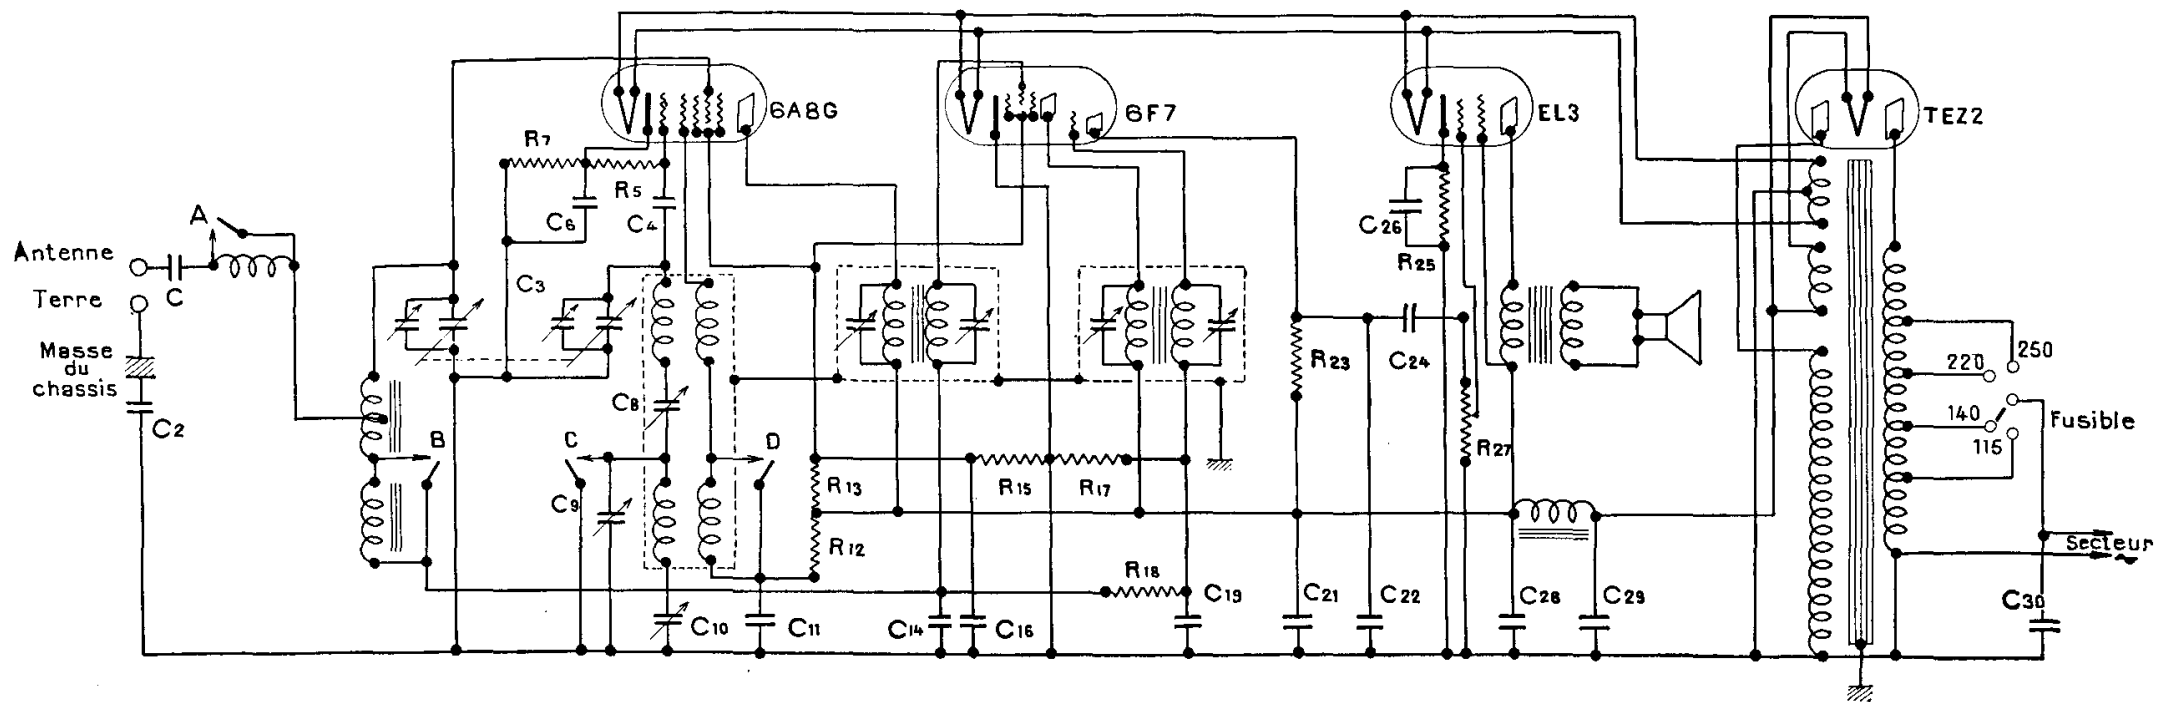 6A8G
6F7
EL3
TEZ2
R7
R5
C6
C4
A
Antenne
C
Terre
C3
Masse
du
chassis
C2
C26
R25
R23
C24
250
220
140
115
Fusible
C8
B
C
D
R27
C9
R13
R15
R17
R12
R18
Secteur
C10
C11
C14
C16
C19
C21
C22
C28
C29
C30